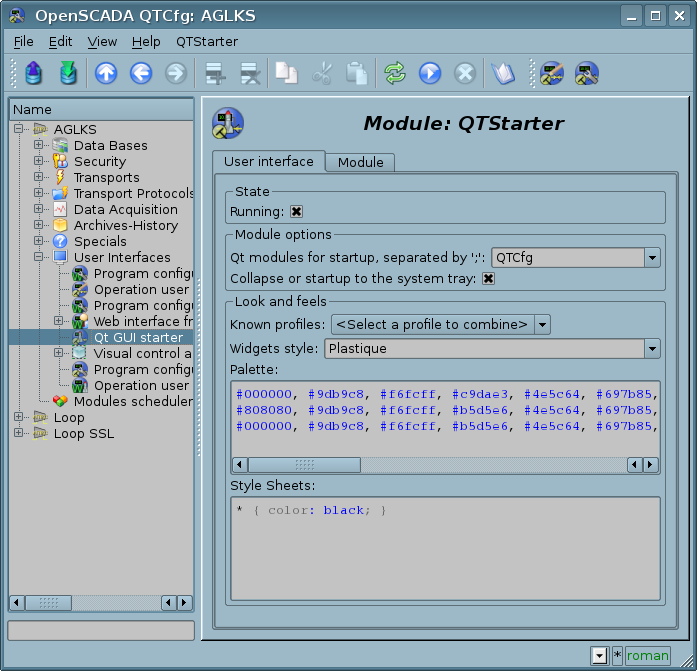 OpenSCADA QTCfg: AGLKS
File Edit View Help QTStarter
Name
AGLKS
Data Bases
Security
Transports
Transport Protocols
Data Acquisition
Archives-History
Specials
User Interfaces
Program config
Operation user
Program config
Web interface fr
Qt GUI starter
Visual control a
Program config
Operation user
Modules scheduler
Loop
Loop SSL
Module: QTStarter
User interface Module
State
Running:
Module options
Qt modules for startup, separated by ';': QTCfg
Collapse or startup to the system tray:
Look and feels
Known profiles: <Select a profile to combine>
Widgets style: Plastique
Palette:
#000000, #9db9c8, #f6fcff, #c9dae3, #4e5c64, #697b85,
#808080, #9db9c8, #f6fcff, #b5d5e6, #4e5c64, #697b85,
#000000, #9db9c8, #f6fcff, #b5d5e6, #4e5c64, #697b85,
Style Sheets:
* { color: black; }
* roman